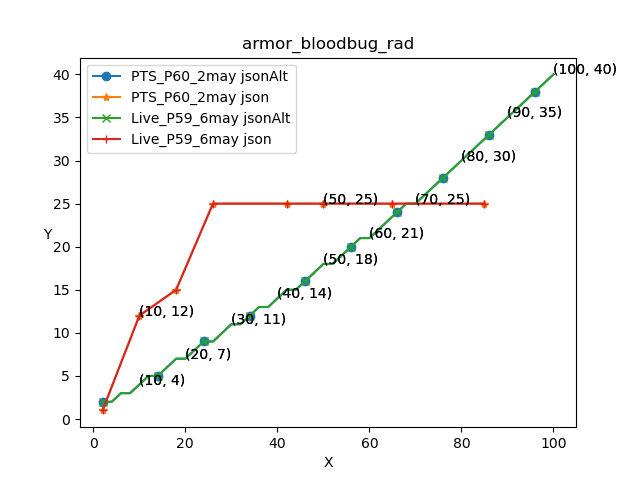 armor_bloodbug_rad
PTS_P60_2may jsonAlt
PTS_P60_2may json
Live_P59_6may jsonAlt
Live_P59_6may json
(100, 40)
(90, 35)
(80, 30)
(50, 25)
(70, 25)
(60, 21)
(50, 18)
(40, 14)
(10, 12)
(30, 11)
(20, 7)
(10, 4)
Y
40
35
30
25
20
15
10
5
0
0 20 40 60 80 100
X